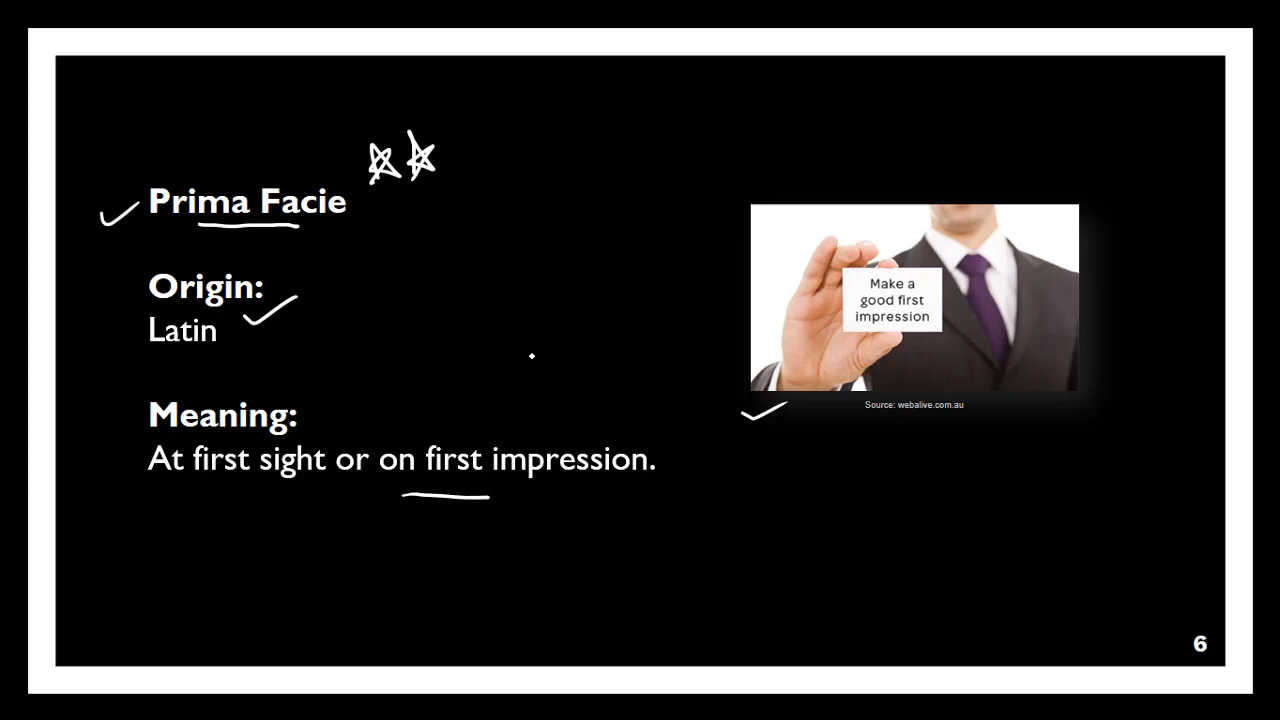 Prima Facie
Origin:
Latin
Meaning:
At first sight or on first impression.
Make a
good first
impression
Source: webalive.com.au
6